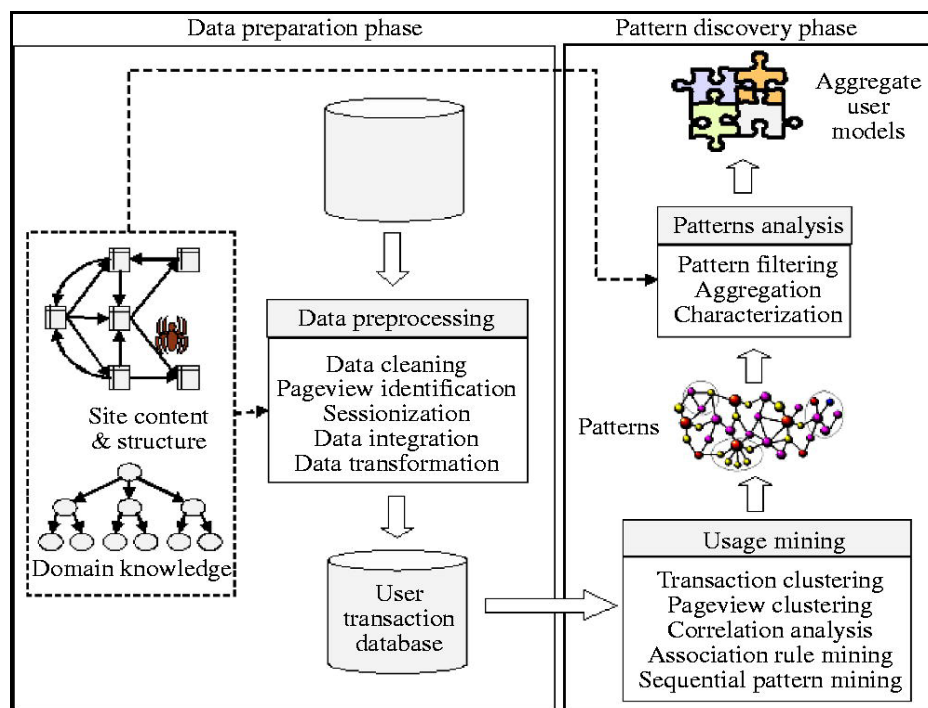 Data preparation phase
Site content
& structure
Domain knowledge
Data preprocessing
Data cleaning
Pageview identification
Sessionization
Data integration
Data transformation
User
transaction
database
Pattern discovery phase
Aggregate
user
models
Patterns analysis
Pattern filtering
Aggregation
Characterization
Patterns
Usage mining
Transaction clustering
Pageview clustering
Correlation analysis
Association rule mining
Sequential pattern mining